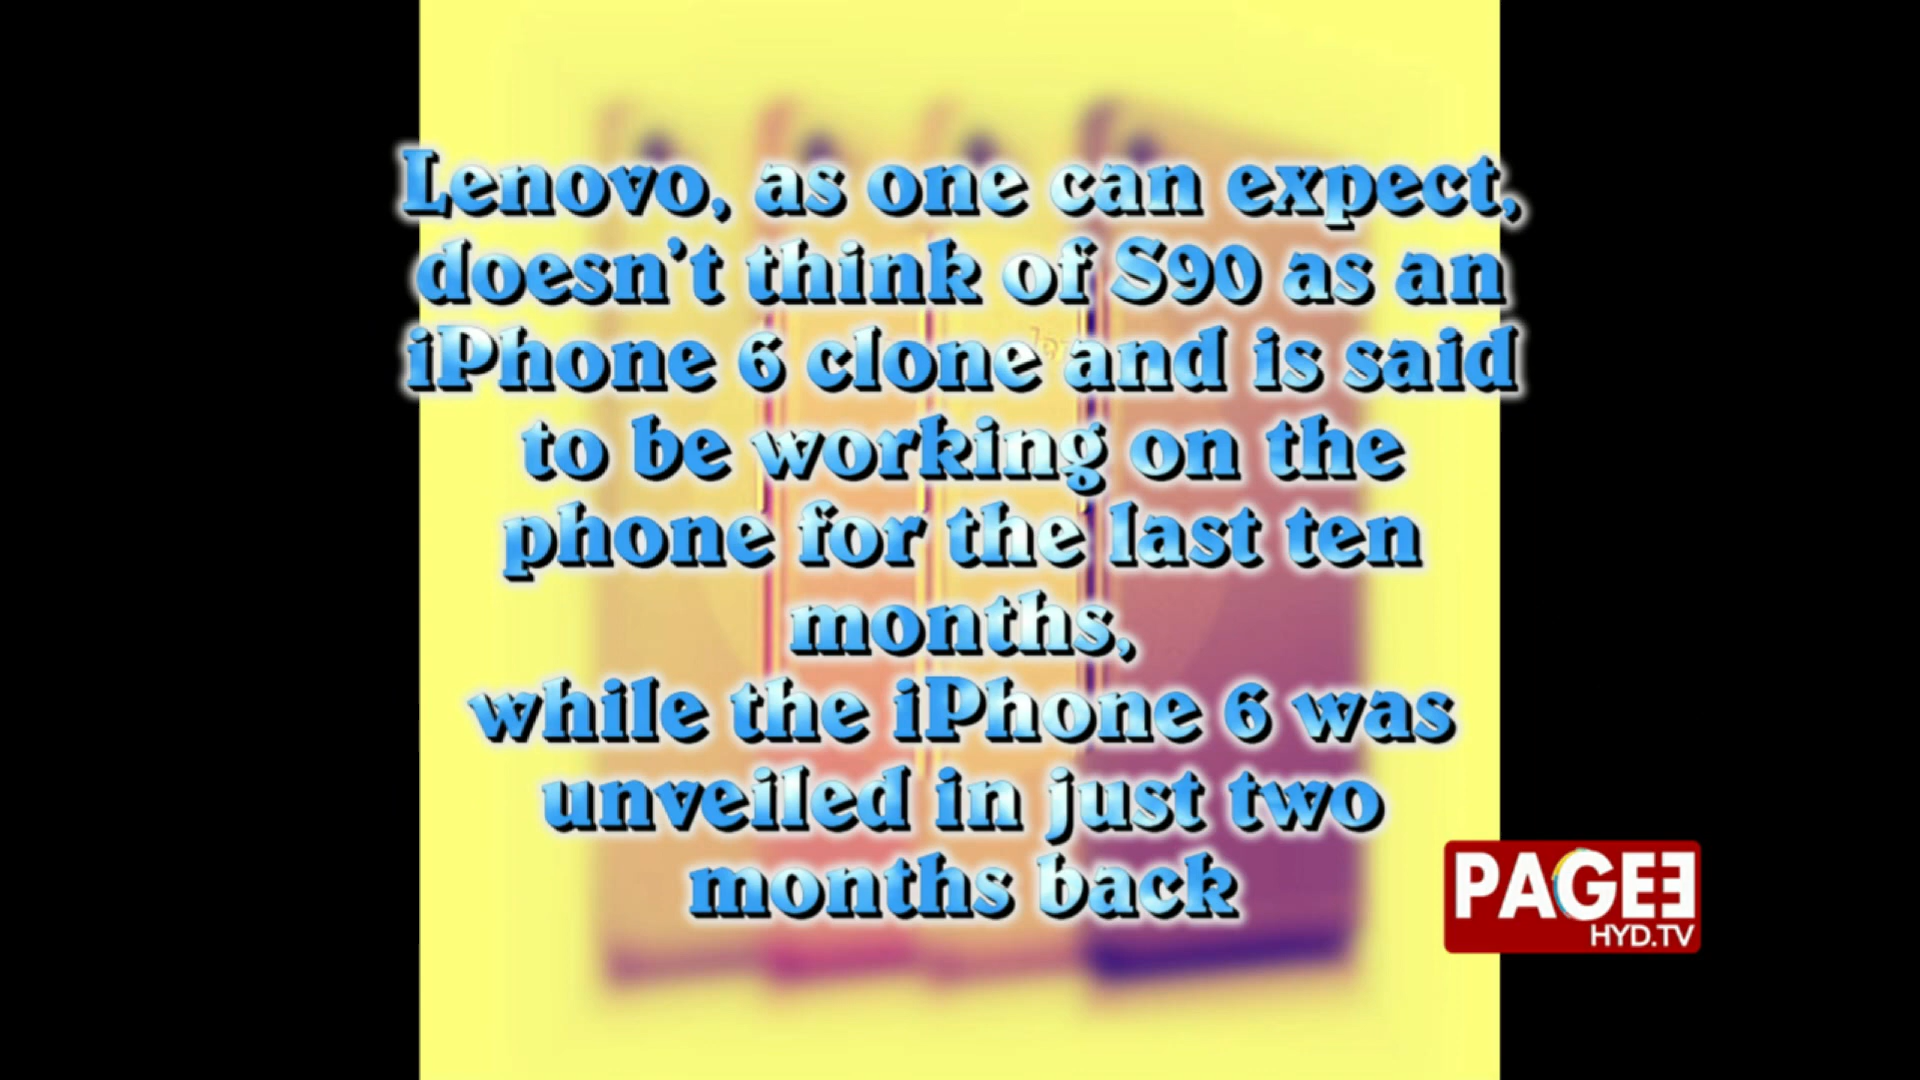 Lenovo, as one can expect,
doesn't think of S90 as an
iPhone 6 clone and is said
to be working on the
phone for the last ten
months,
while the iPhone 6 was
unveiled in just two
months back
PAGE3
HYD.TV